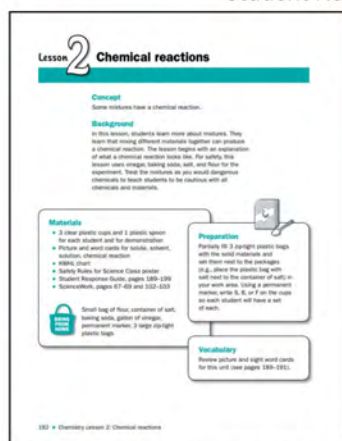 Lesson 2 Chemical reactions
Concept
Some mixtures have a chemical reaction.
Background
In this lesson, students learn more about mixtures. They
learn that mixing different materials together can produce
a chemical reaction. The lesson begins with an explanation
of what a chemical reaction looks like. For safety, this
lesson uses vinegar, baking soda, salt, and flour for the
experiment. Treat the mixtures as you would dangerous
chemicals to teach students to be cautious with all
chemicals and materials.
Materials
• 3 clear plastic cups and 1 plastic spoon
for each student and for demonstration
• Picture and word cards for solute, solvent,
solution, chemical reaction
• KWHL chart
• Safety Rules for Science Class poster
• Student Response Guide, pages 189–199
• ScienceWork, pages 67–69 and 102–103
BRING
FROM
HOME
Small bag of flour, container of salt,
baking soda, gallon of vinegar,
permanent marker, 3 large zip-tight
plastic bags
Preparation
Partially fill 3 zip-tight plastic bags
with the solid materials and
set them next to the packages
(e.g., place the plastic bag with
salt next to the container of salt) in
your work area. Using a permanent
marker, write S, B, or F on the cups
so each student will have a set
of each.
Vocabulary
Review picture and sight word cards
for this unit (see pages 189–191).
192 • Chemistry Lesson 2: Chemical reactions